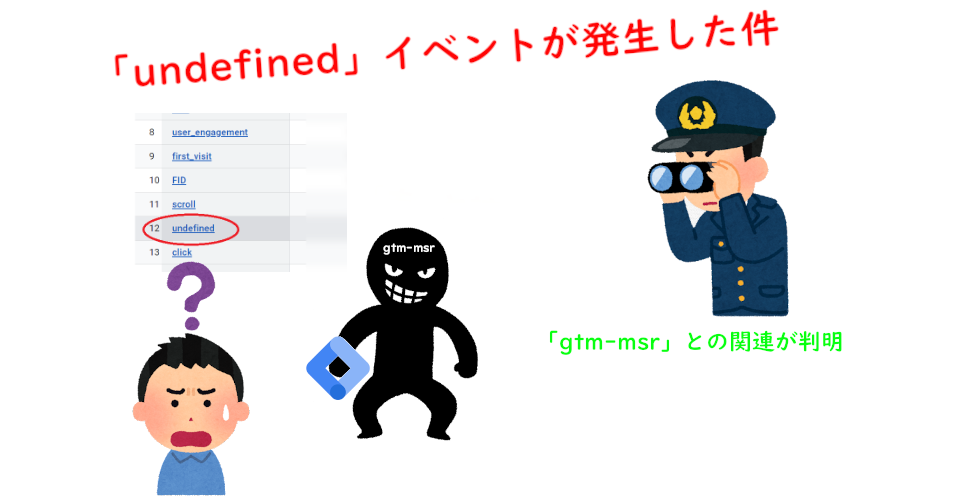 「undefined」イベントが発生した件
8 user_engagement
9 first_visit
10 FID
11 scroll
12 undefined
13 click
gtm-msr
「gtm-msr」との関連が判明